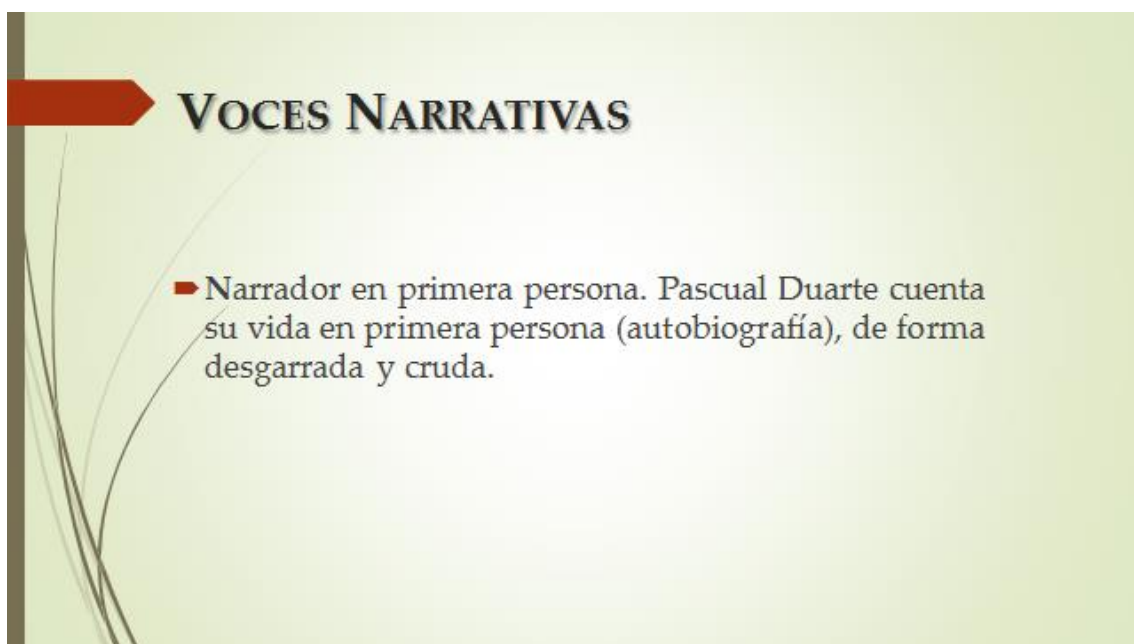 VOCES NARRATIVAS
Narrador en primera persona. Pascual Duarte cuenta
su vida en primera persona (autobiografía), de forma
desgarrada y cruda.